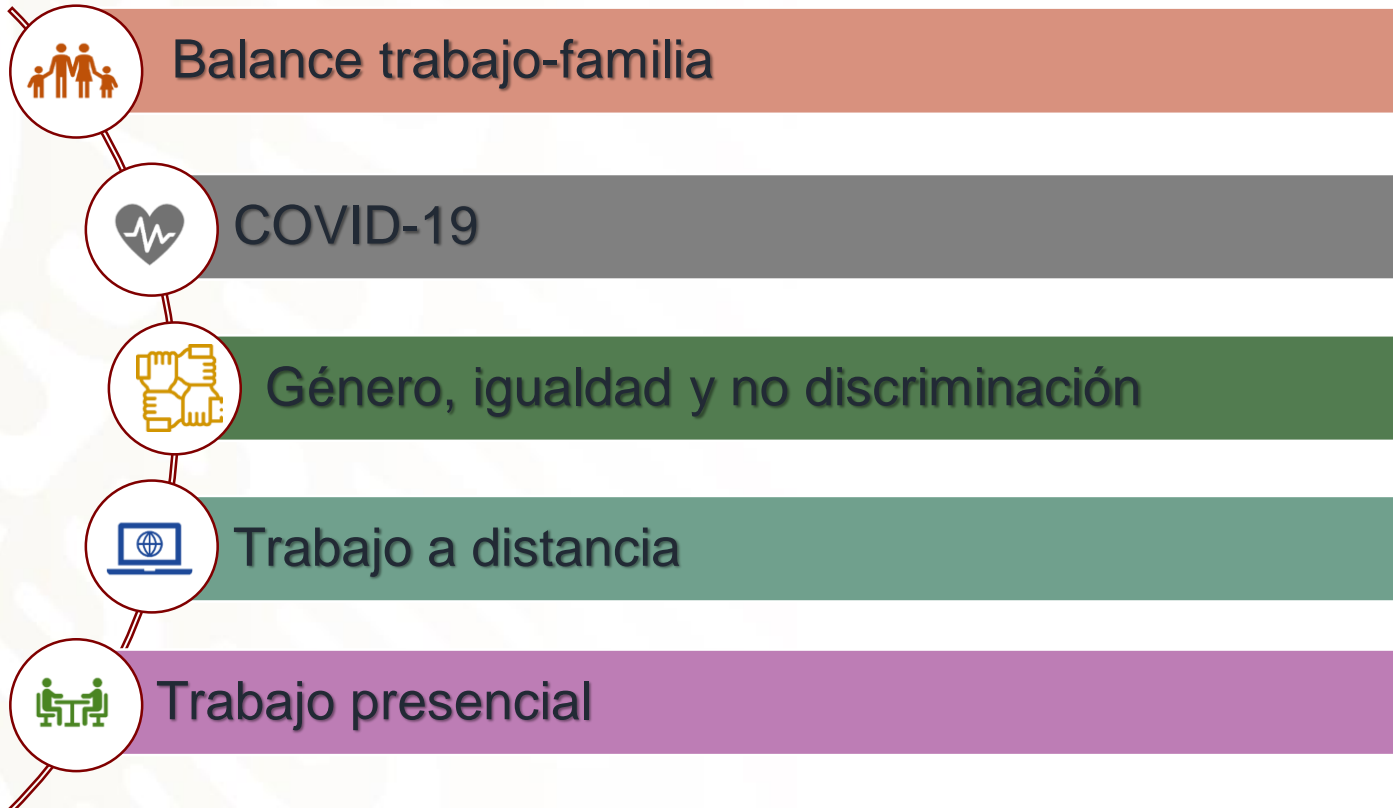 Balance trabajo-familia
COVID-19
Género, igualdad y no discriminación
Trabajo a distancia
Trabajo presencial